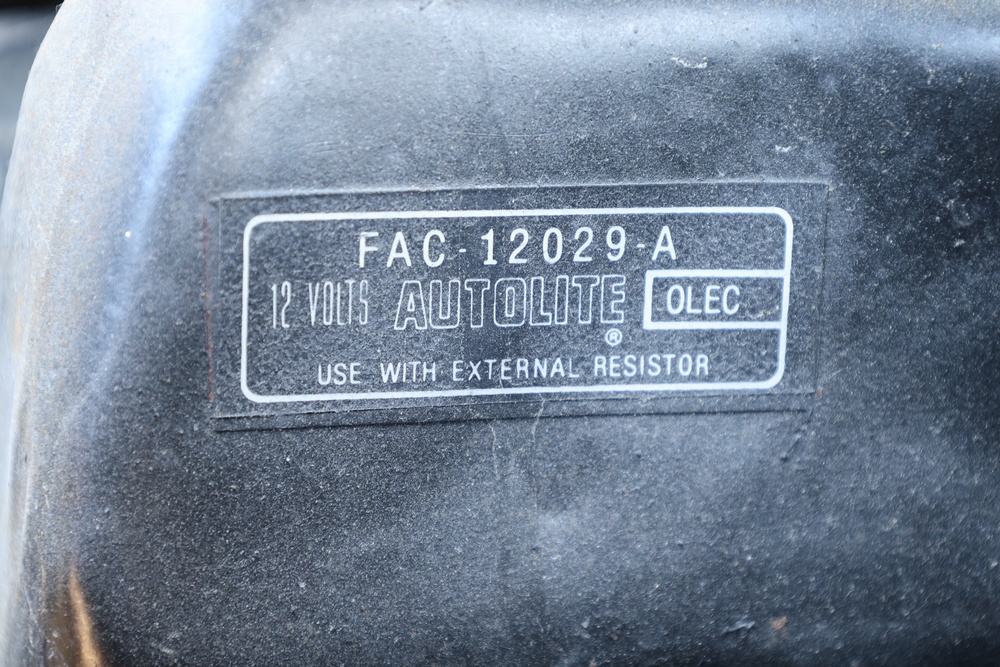 FAC-12029-A
12 VOLTS AUTOLITE® OLEC
USE WITH EXTERNAL RESISTOR